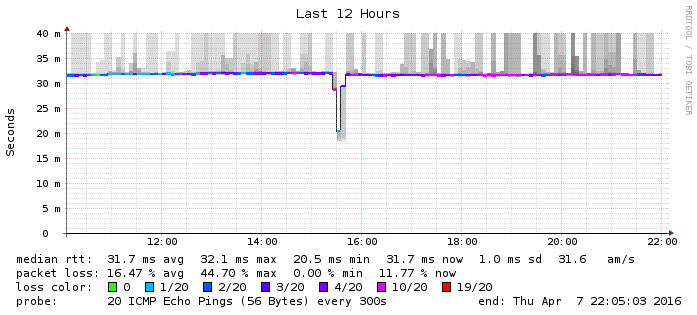 Last 12 Hours
RRDTOOL / TOBI OETIKER
Seconds
40 m
35 m
30 m
25 m
20 m
15 m
10 m
5 m
0
12:00 14:00 16:00 18:00 20:00 22:00
median rtt: 31.7 ms avg 32.1 ms max 20.5 ms min 31.7 ms now 1.0 ms sd 31.6 am/s
packet loss: 16.47 % avg 44.70 % max 0.00 % min 11.77 % now
loss color: 0 1/20 2/20 3/20 4/20 10/20 19/20
probe: 20 ICMP Echo Pings (56 Bytes) every 300s end: Thu Apr 7 22:05:03 2016